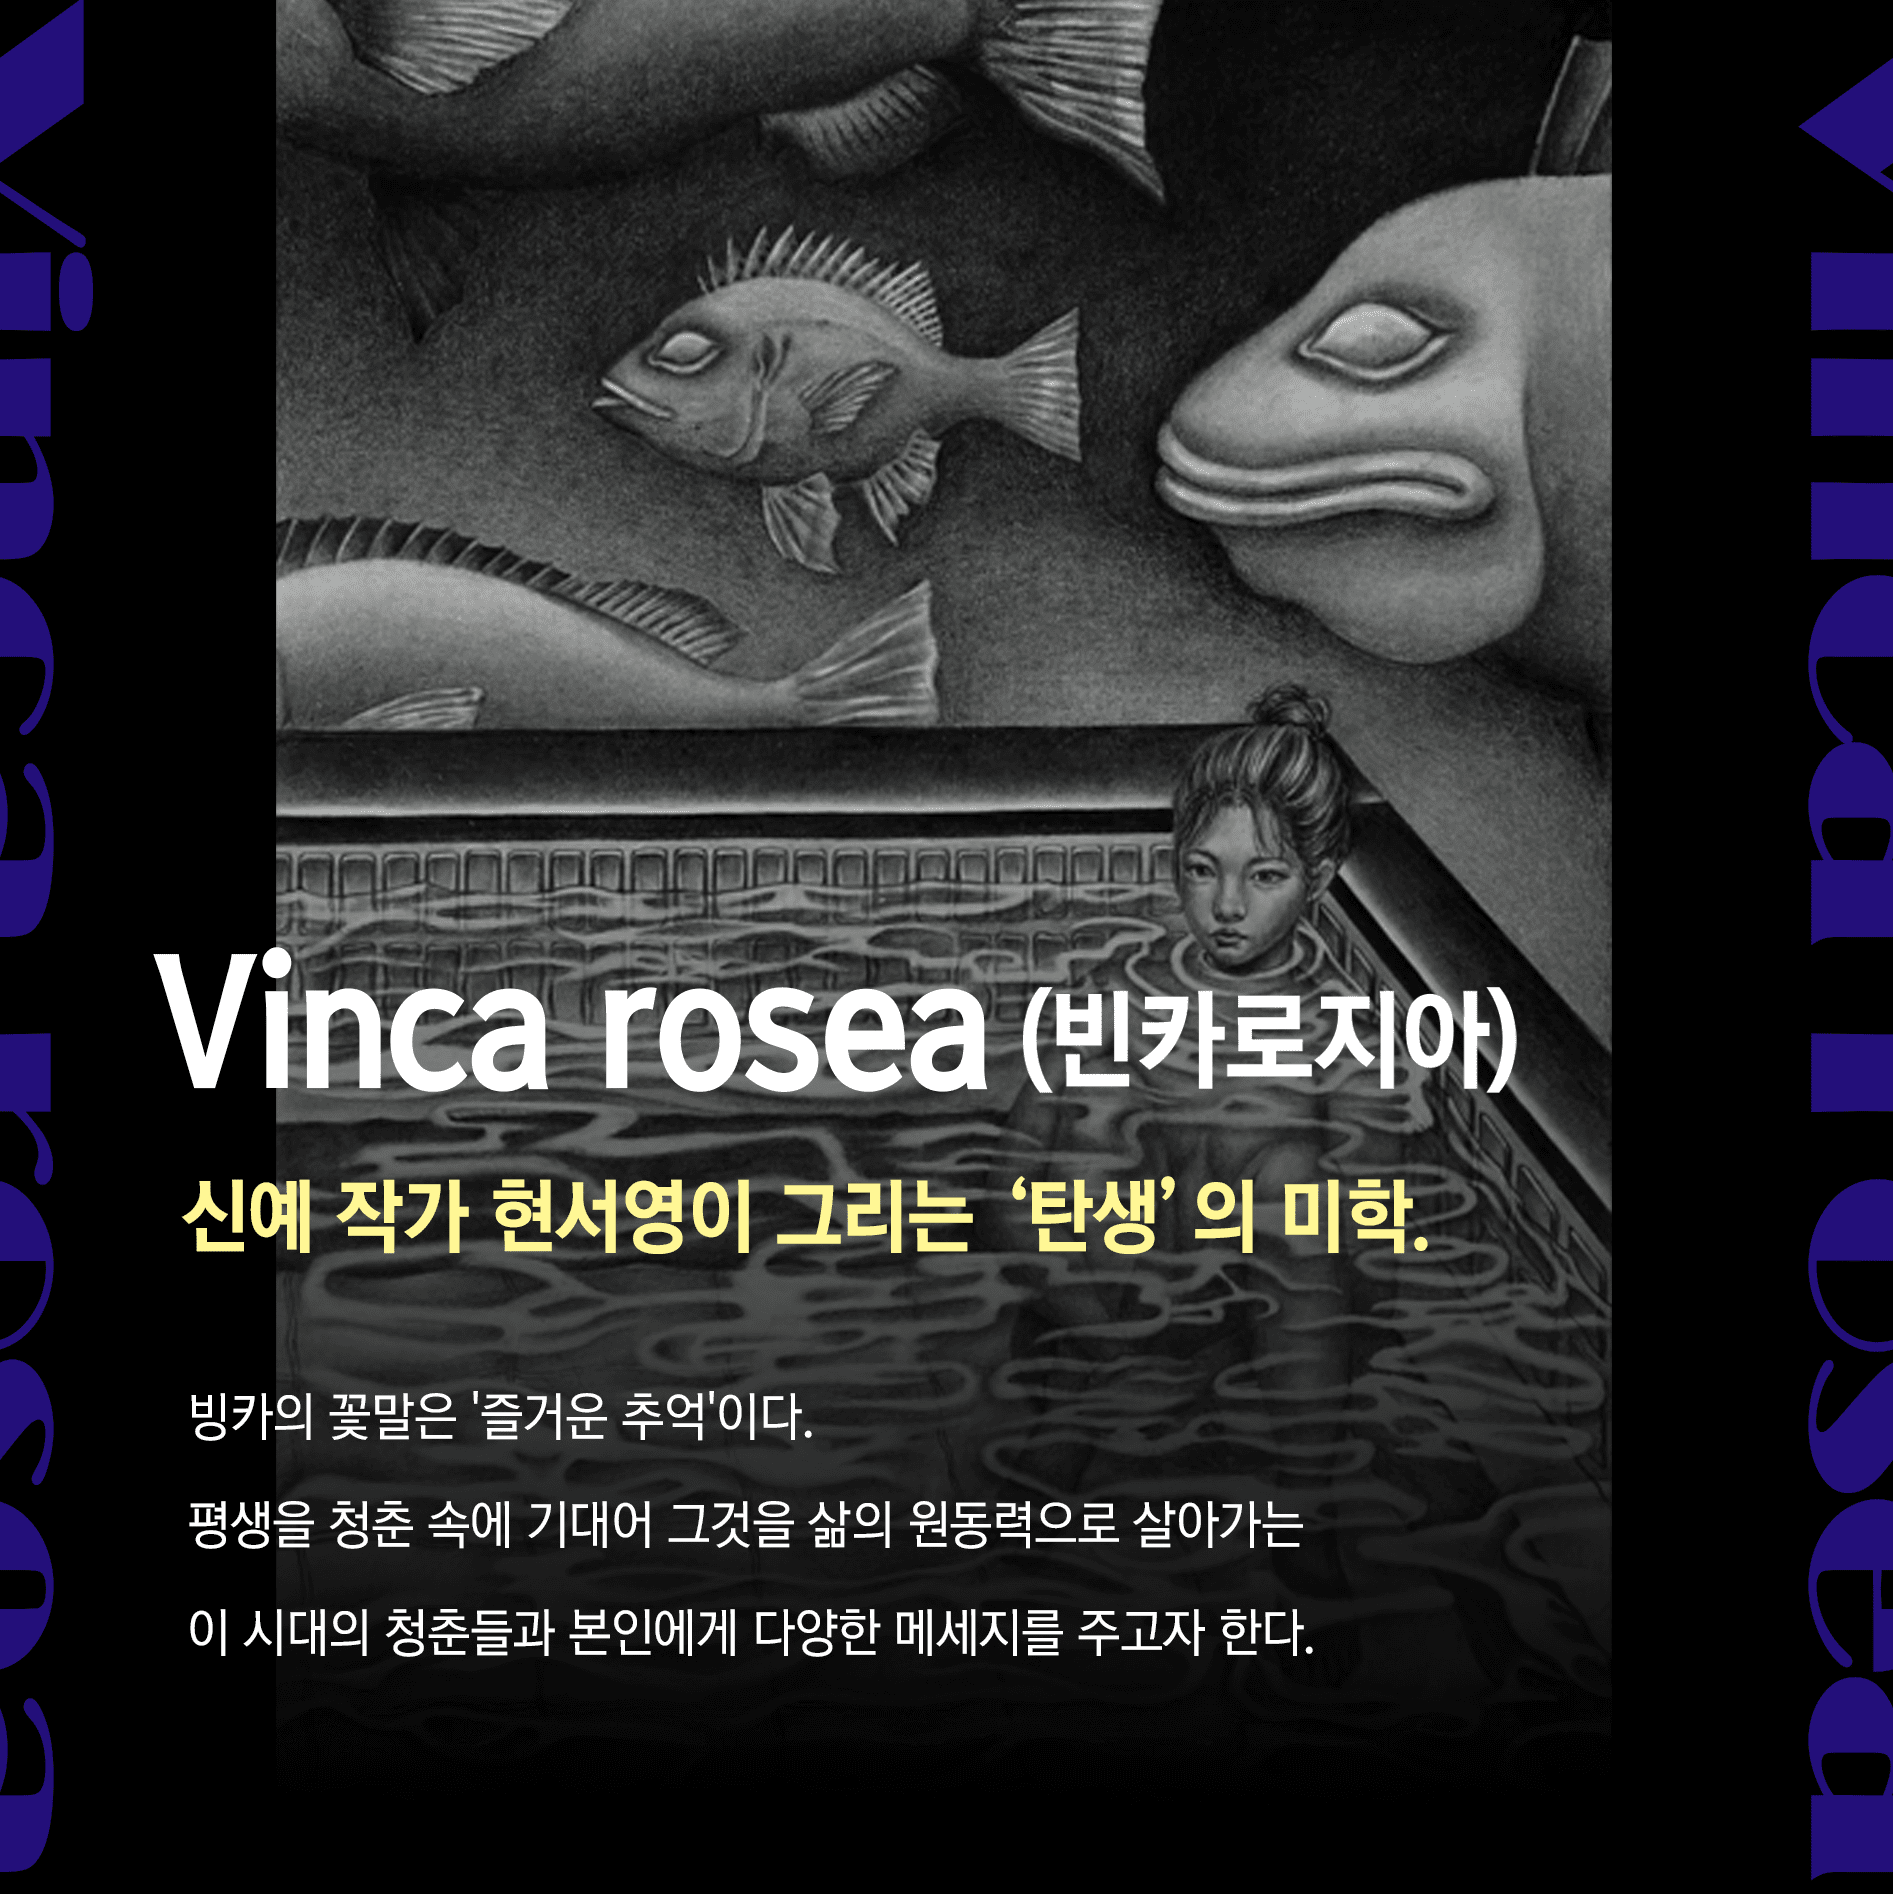 Vinca rosea
Vinca rosea (빈카로지아)
신예 작가 현서영이 그리는 ‘탄생’의 미학.
빙카의 꽃말은 '즐거운 추억'이다.
평생을 청춘 속에 기대어 그것을 삶의 원동력으로 살아가는
이 시대의 청춘들과 본인에게 다양한 메세지를 주고자 한다.
Vinca rosea